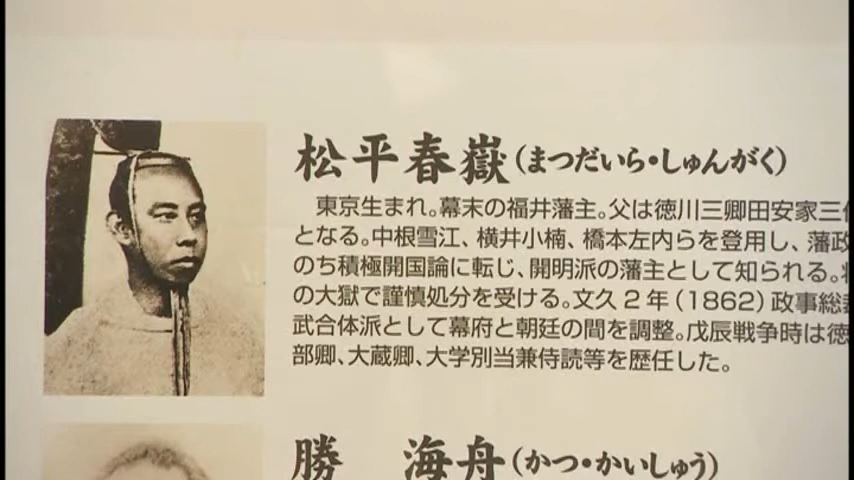 松平春嶽(まつだいら・しゅんがく)
東京生まれ。幕末の福井藩主。父は徳川三卿田安家三
となる。中根雪江、横井小楠、橋本左内らを登用し、藩政
のち積極開国論に転じ、開明派の藩主として知られる。
の大獄で謹慎処分を受ける。文久2年(1862)政事総
武合体派として幕府と朝廷の間を調整。戊辰戦争時は徳
部卿、大蔵卿、大学別当兼侍読等を歴任した。
勝 海舟(かつ・かいしゅう)